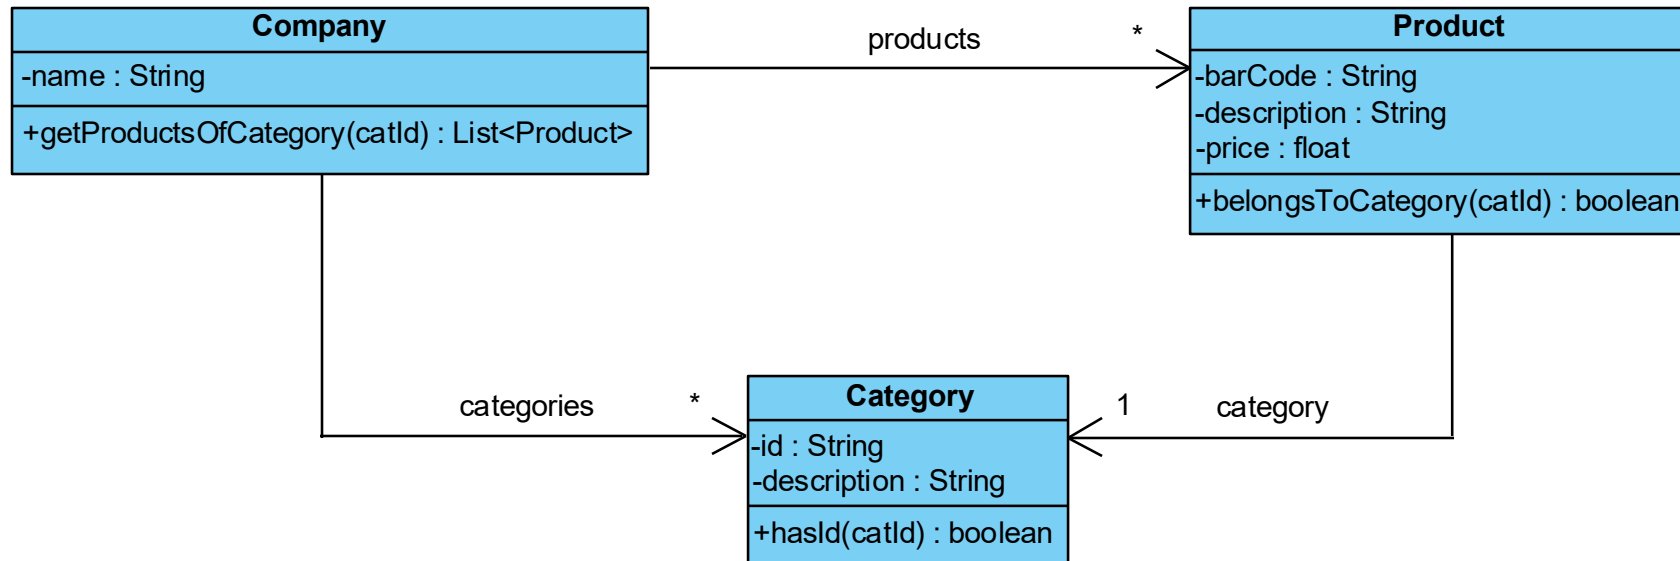 Company
-name : String
+getProductsOfCategory(catId) : List<Product>
products
*
Product
-barCode : String
-description : String
-price : float
+belongsToCategory(catId) : boolean
categories
*
Category
-id : String
-description : String
+hasId(catId) : boolean
1
category